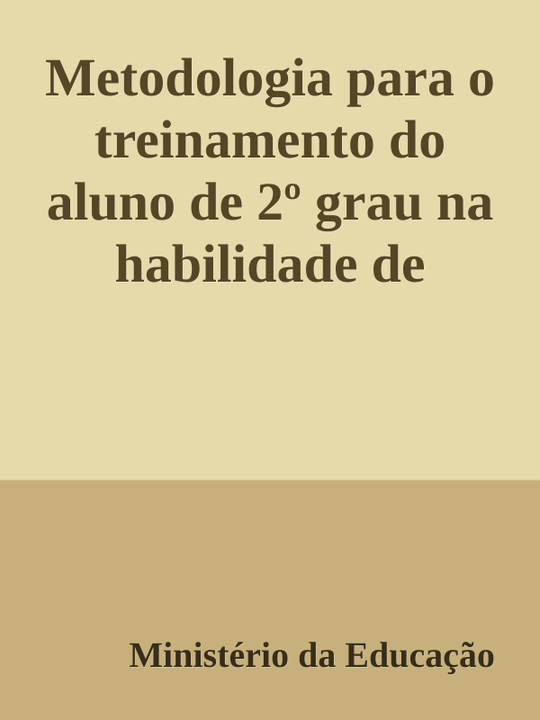 Metodologia para o
treinamento do
aluno de 2º grau na
habilidade de
Ministério da Educação